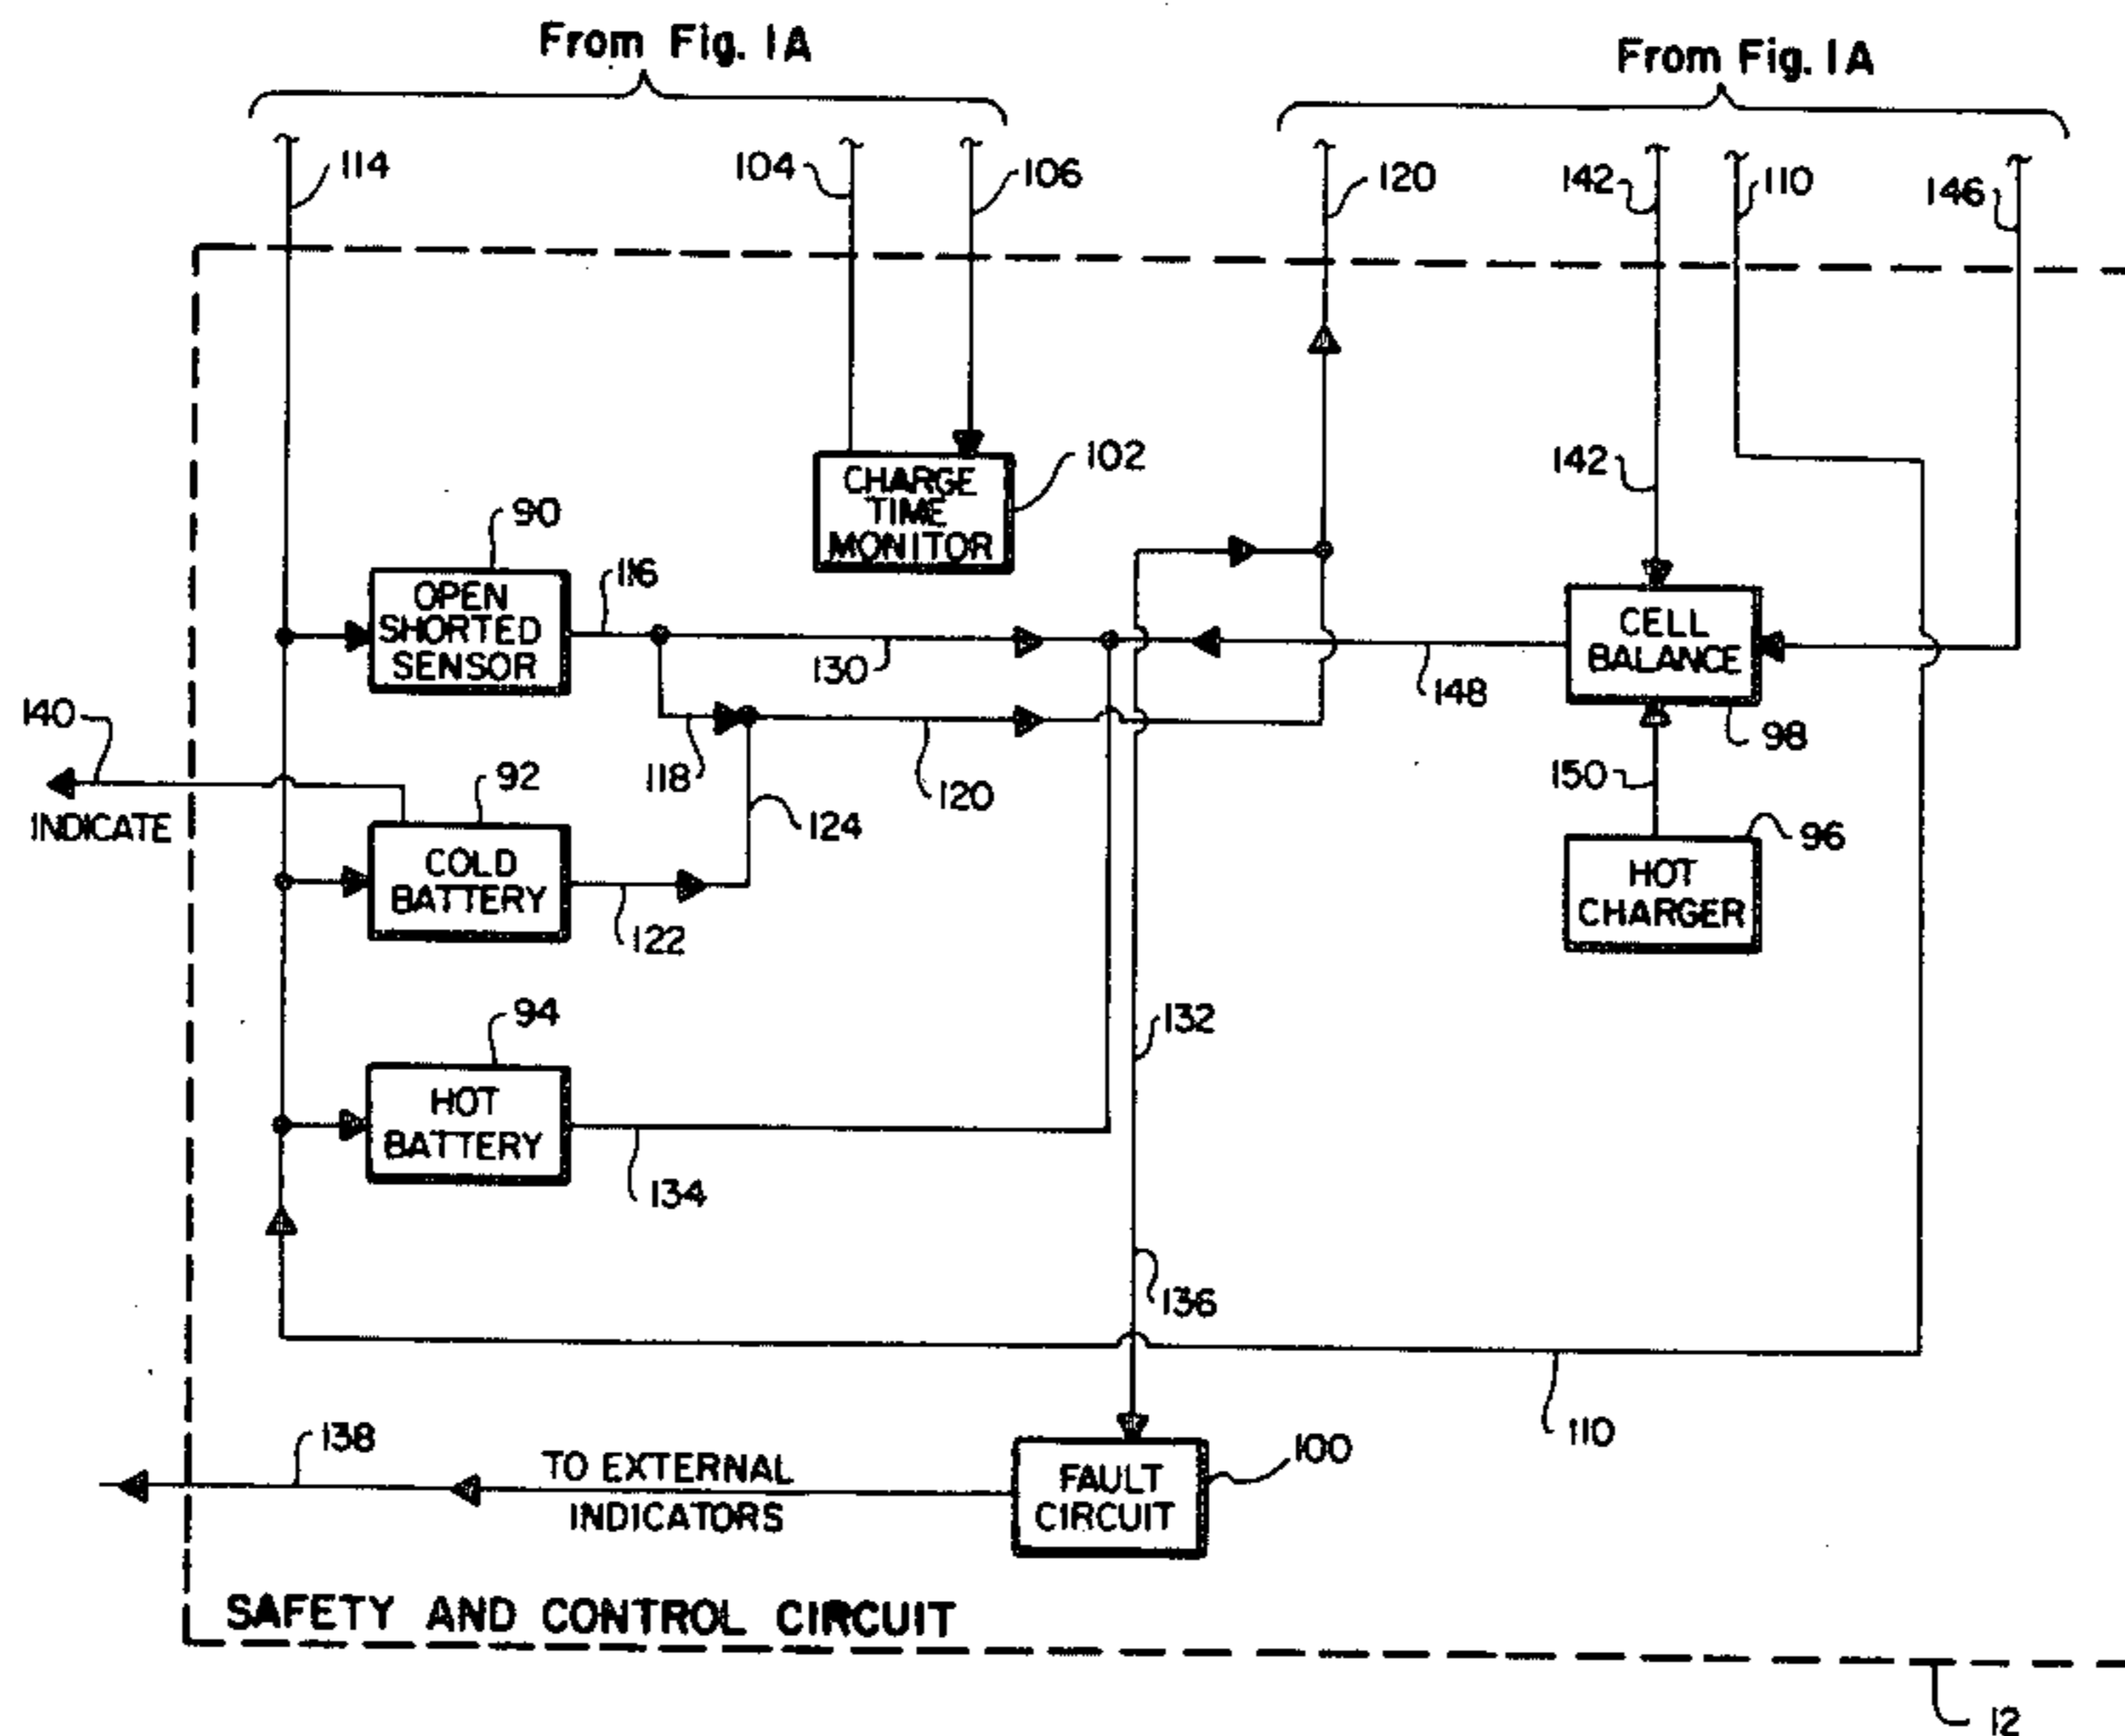 From Fig. 1A
From Fig. 1A
114
104
106
120
142
110
146
102
CHARGE
TIME
MONITOR
142
90
116
OPEN
SHORTED
SENSOR
130
148
CELL
BALANCE
98
140
INDICATE
92
118
120
124
150
96
COLD
BATTERY
122
HOT
CHARGER
94
132
HOT
BATTERY
134
136
110
138
TO EXTERNAL
INDICATORS
FAULT
CIRCUIT
100
SAFETY AND CONTROL CIRCUIT
12